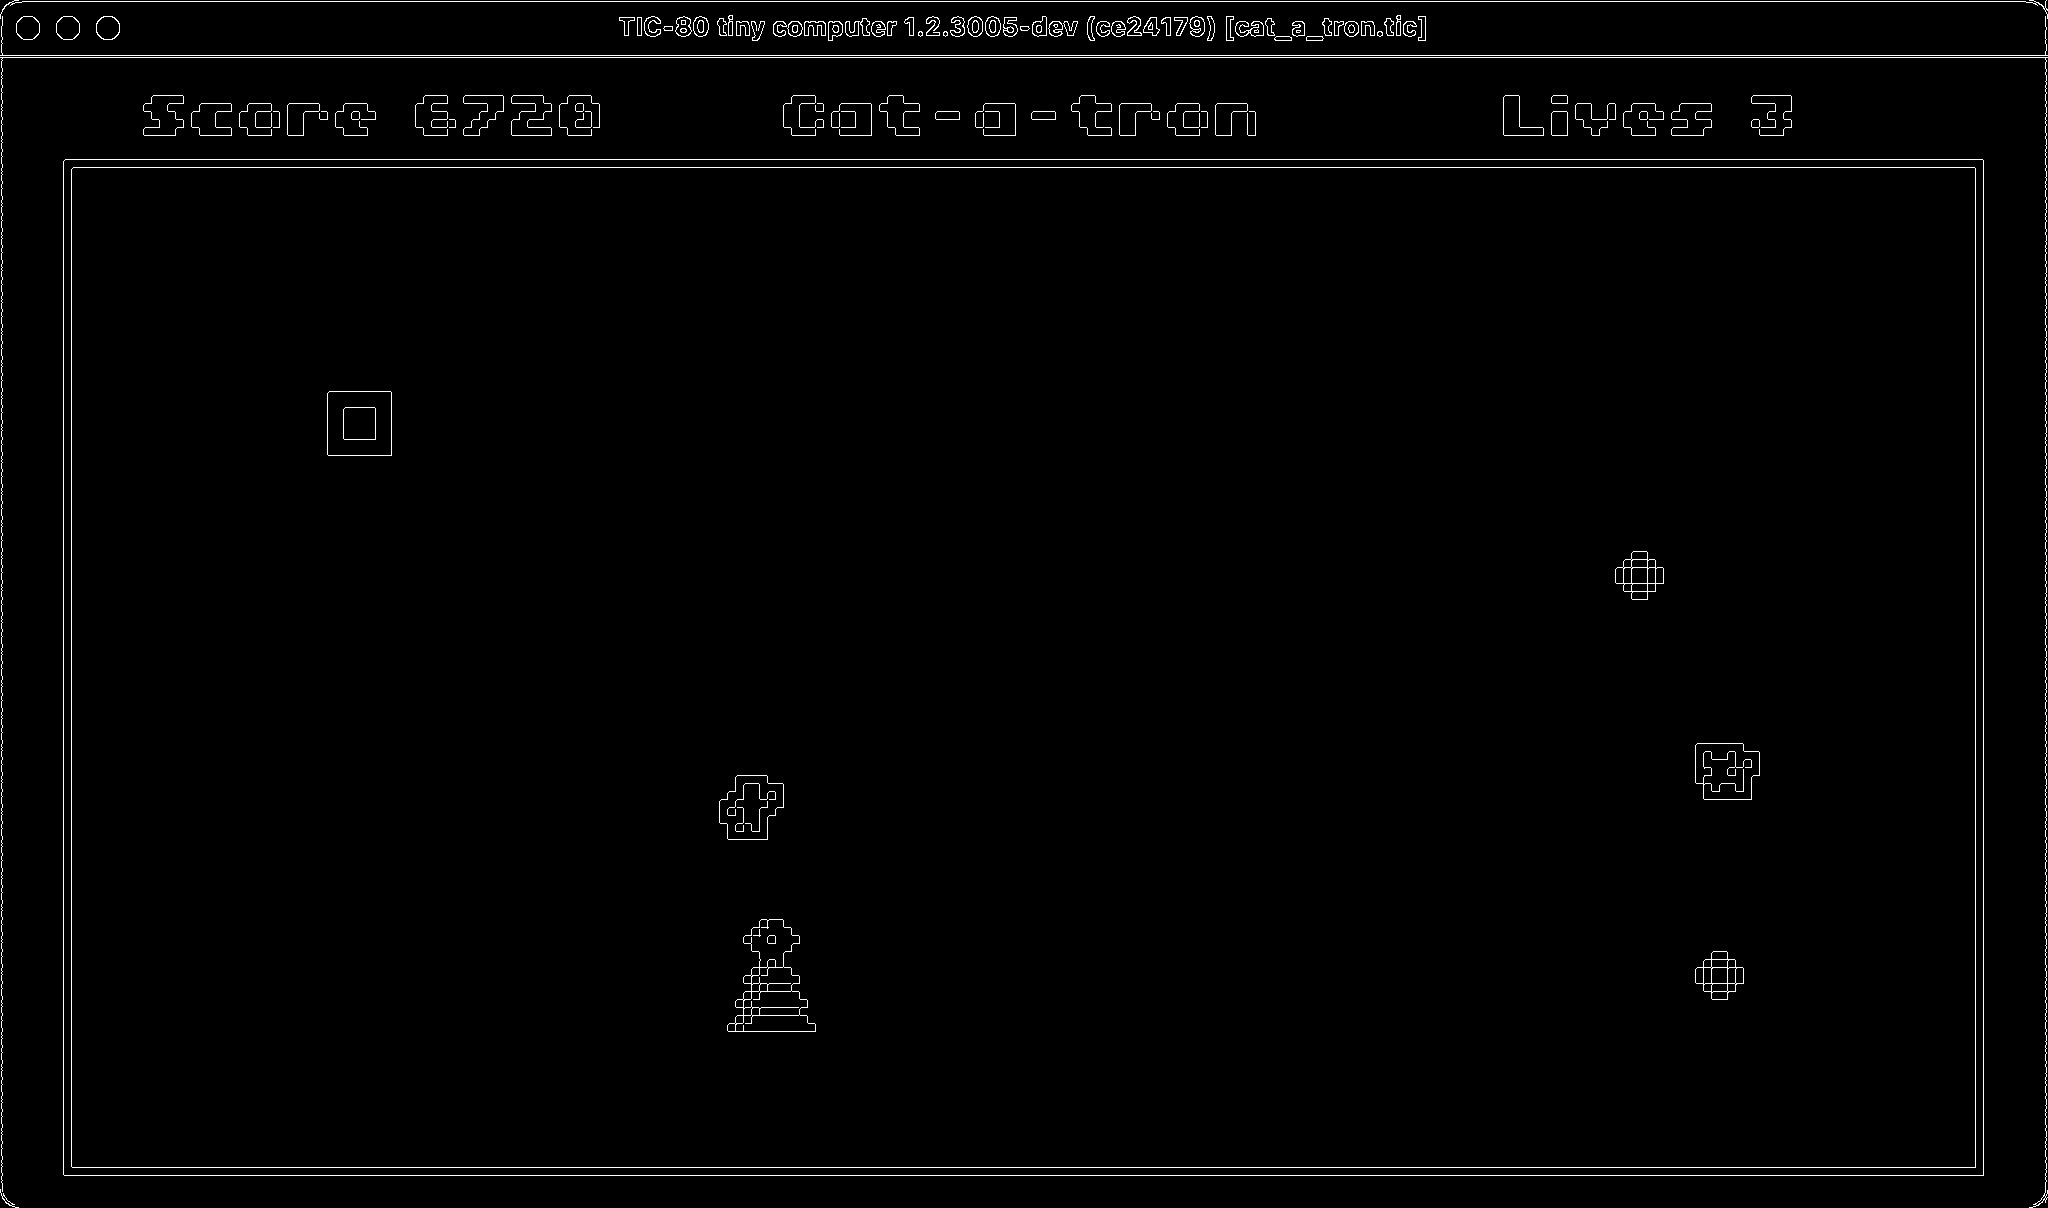 TIC-80 tiny computer 1.2.3005-dev (ce24179) [cat_a_tron.tic]
Score 6720 Cat-a-tron Lives 3